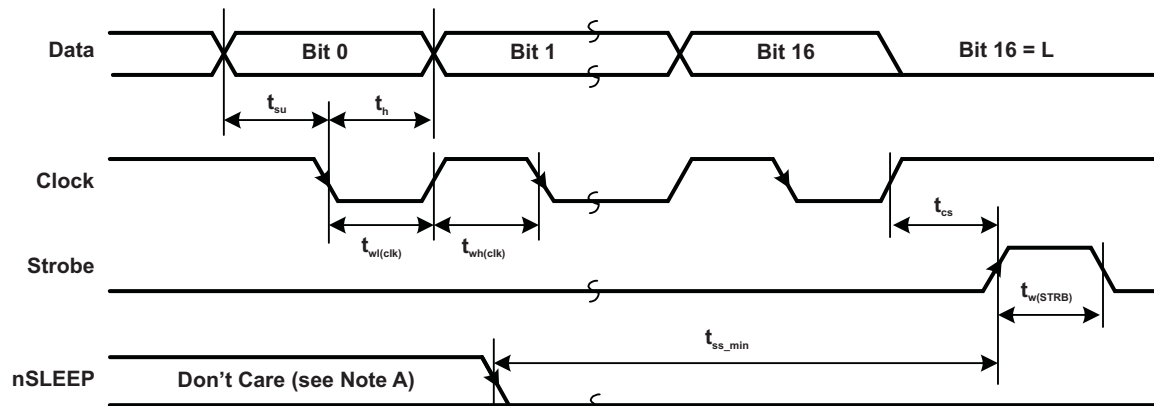 Data
Bit 0
Bit 1
Bit 16
Bit 16 = L
tsu
th
Clock
twl(clk)
twh(clk)
tcs
Strobe
tw(STRB)
tss_min
nSLEEP
Don't Care (see Note A)